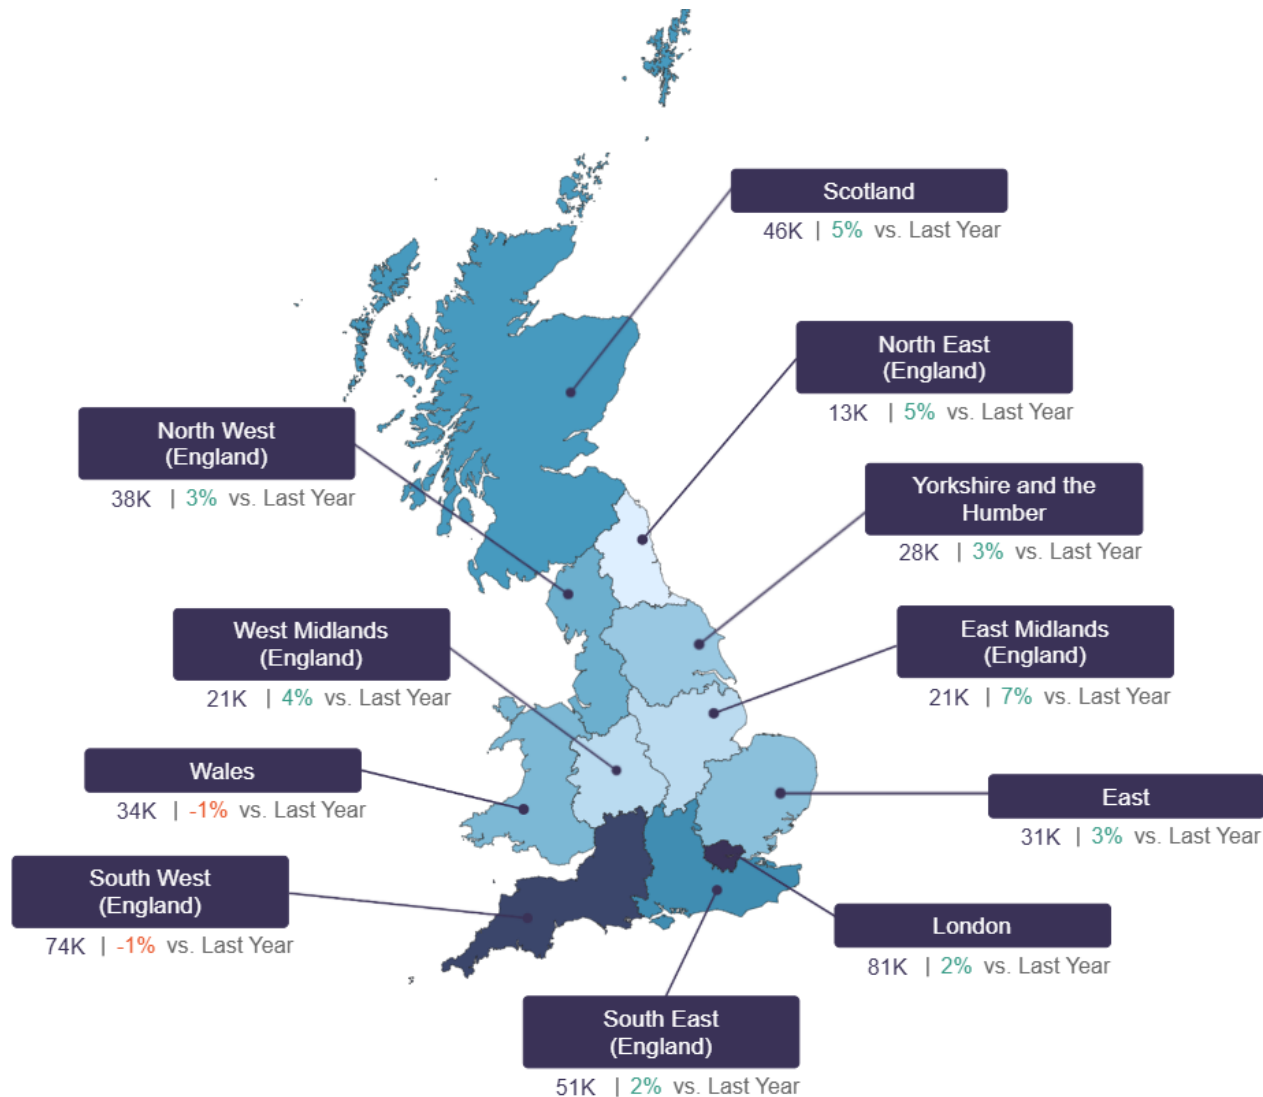 Scotland
46K | 5% vs. Last Year
North East
(England)
13K | 5% vs. Last Year
North West
(England)
38K | 3% vs. Last Year
Yorkshire and the
Humber
28K | 3% vs. Last Year
West Midlands
(England)
21K | 4% vs. Last Year
East Midlands
(England)
21K | 7% vs. Last Year
Wales
34K | -1% vs. Last Year
East
31K | 3% vs. Last Year
South West
(England)
74K | -1% vs. Last Year
London
81K | 2% vs. Last Year
South East
(England)
51K | 2% vs. Last Year